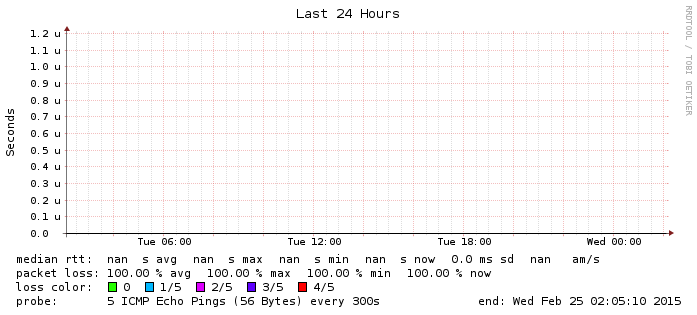 Last 24 Hours
RRDTOOL / TOBI OETIKER
Seconds
1.2 u
1.1 u
1.0 u
0.9 u
0.8 u
0.7 u
0.6 u
0.5 u
0.4 u
0.3 u
0.2 u
0.1 u
0.0
Tue 06:00 Tue 12:00 Tue 18:00 Wed 00:00
median rtt: nan s avg nan s max nan s min nan s now 0.0 ms sd nan am/s
packet loss: 100.00 % avg 100.00 % max 100.00 % min 100.00 % now
loss color: 0 1/5 2/5 3/5 4/5
probe: 5 ICMP Echo Pings (56 Bytes) every 300s end: Wed Feb 25 02:05:10 2015